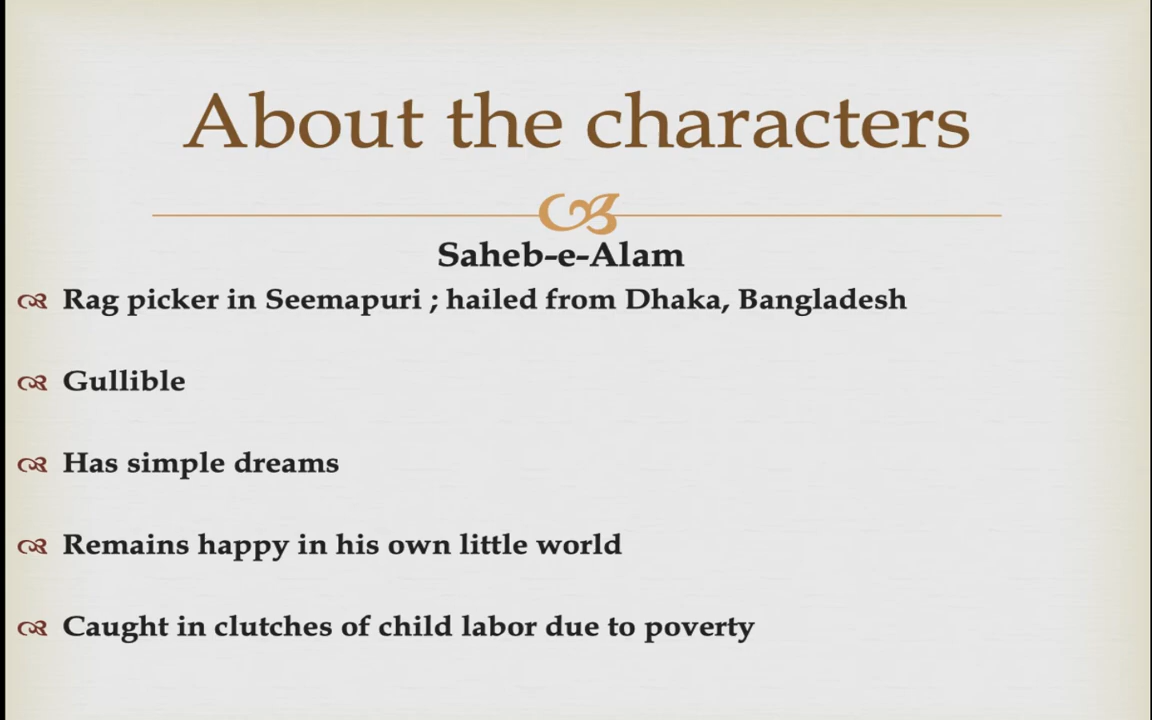 About the characters
Saheb-e-Alam
Rag picker in Seemapuri ; hailed from Dhaka, Bangladesh
Gullible
Has simple dreams
Remains happy in his own little world
Caught in clutches of child labor due to poverty